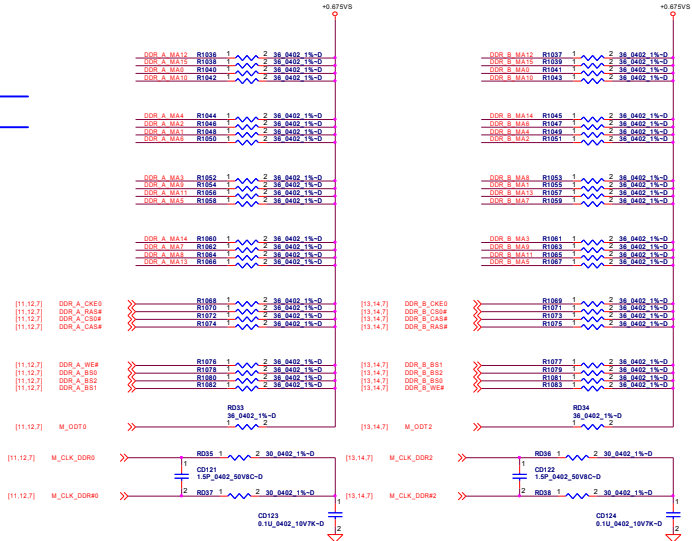 +0.675VS +0.675VS
DDR_A_MA12 R1036 1 2 36_0402_1%~D DDR_B_MA12 R1037 1 2 36_0402_1%~D
DDR_A_MA15 R1038 1 2 36_0402_1%~D DDR_B_MA15 R1039 1 2 36_0402_1%~D
DDR_A_MA0 R1040 1 2 36_0402_1%~D DDR_B_MA0 R1041 1 2 36_0402_1%~D
DDR_A_MA10 R1042 1 2 36_0402_1%~D DDR_B_MA10 R1043 1 2 36_0402_1%~D
DDR_A_MA4 R1044 1 2 36_0402_1%~D DDR_B_MA14 R1045 1 2 36_0402_1%~D
DDR_A_MA2 R1046 1 2 36_0402_1%~D DDR_B_MA6 R1047 1 2 36_0402_1%~D
DDR_A_MA1 R1048 1 2 36_0402_1%~D DDR_B_MA4 R1049 1 2 36_0402_1%~D
DDR_A_MA6 R1050 1 2 36_0402_1%~D DDR_B_MA2 R1051 1 2 36_0402_1%~D
DDR_A_MA3 R1052 1 2 36_0402_1%~D DDR_B_MA8 R1053 1 2 36_0402_1%~D
DDR_A_MA9 R1054 1 2 36_0402_1%~D DDR_B_MA1 R1055 1 2 36_0402_1%~D
DDR_A_MA11 R1056 1 2 36_0402_1%~D DDR_B_MA13 R1057 1 2 36_0402_1%~D
DDR_A_MA5 R1058 1 2 36_0402_1%~D DDR_B_MA7 R1059 1 2 36_0402_1%~D
DDR_A_MA14 R1060 1 2 36_0402_1%~D DDR_B_MA3 R1061 1 2 36_0402_1%~D
DDR_A_MA7 R1062 1 2 36_0402_1%~D DDR_B_MA9 R1063 1 2 36_0402_1%~D
DDR_A_MA8 R1064 1 2 36_0402_1%~D DDR_B_MA11 R1065 1 2 36_0402_1%~D
DDR_A_MA13 R1066 1 2 36_0402_1%~D DDR_B_MA5 R1067 1 2 36_0402_1%~D
[11,12,7] DDR_A_CKE0 R1068 1 2 36_0402_1%~D [13,14,7] DDR_B_CKE0 R1069 1 2 36_0402_1%~D
[11,12,7] DDR_A_RAS# R1070 1 2 36_0402_1%~D [13,14,7] DDR_B_CS0# R1071 1 2 36_0402_1%~D
[11,12,7] DDR_A_CS0# R1072 1 2 36_0402_1%~D [13,14,7] DDR_B_CAS# R1073 1 2 36_0402_1%~D
[11,12,7] DDR_A_CAS# R1074 1 2 36_0402_1%~D [13,14,7] DDR_B_RAS# R1075 1 2 36_0402_1%~D
[11,12,7] DDR_A_WE# R1076 1 2 36_0402_1%~D [13,14,7] DDR_B_BS1 R1077 1 2 36_0402_1%~D
[11,12,7] DDR_A_BS0 R1078 1 2 36_0402_1%~D [13,14,7] DDR_B_BS2 R1079 1 2 36_0402_1%~D
[11,12,7] DDR_A_BS2 R1080 1 2 36_0402_1%~D [13,14,7] DDR_B_BS0 R1081 1 2 36_0402_1%~D
[11,12,7] DDR_A_BS1 R1082 1 2 36_0402_1%~D [13,14,7] DDR_B_WE# R1083 1 2 36_0402_1%~D
RD33 RD34
36_0402_1%~D 36_0402_1%~D
[11,12,7] M_ODT0 1 2 [13,14,7] M_ODT2 1 2
[11,12,7] M_CLK_DDR0 RD35 1 2 30_0402_1%~D [13,14,7] M_CLK_DDR2 RD36 1 2 30_0402_1%~D
1 CD121 1 CD122
1.5P_0402_50V8C~D 1.5P_0402_50V8C~D
2 2
[11,12,7] M_CLK_DDR#0 RD37 1 2 30_0402_1%~D [13,14,7] M_CLK_DDR#2 RD38 1 2 30_0402_1%~D
1 1
CD123 CD124
0.1U_0402_10V7K~D 0.1U_0402_10V7K~D
2 2